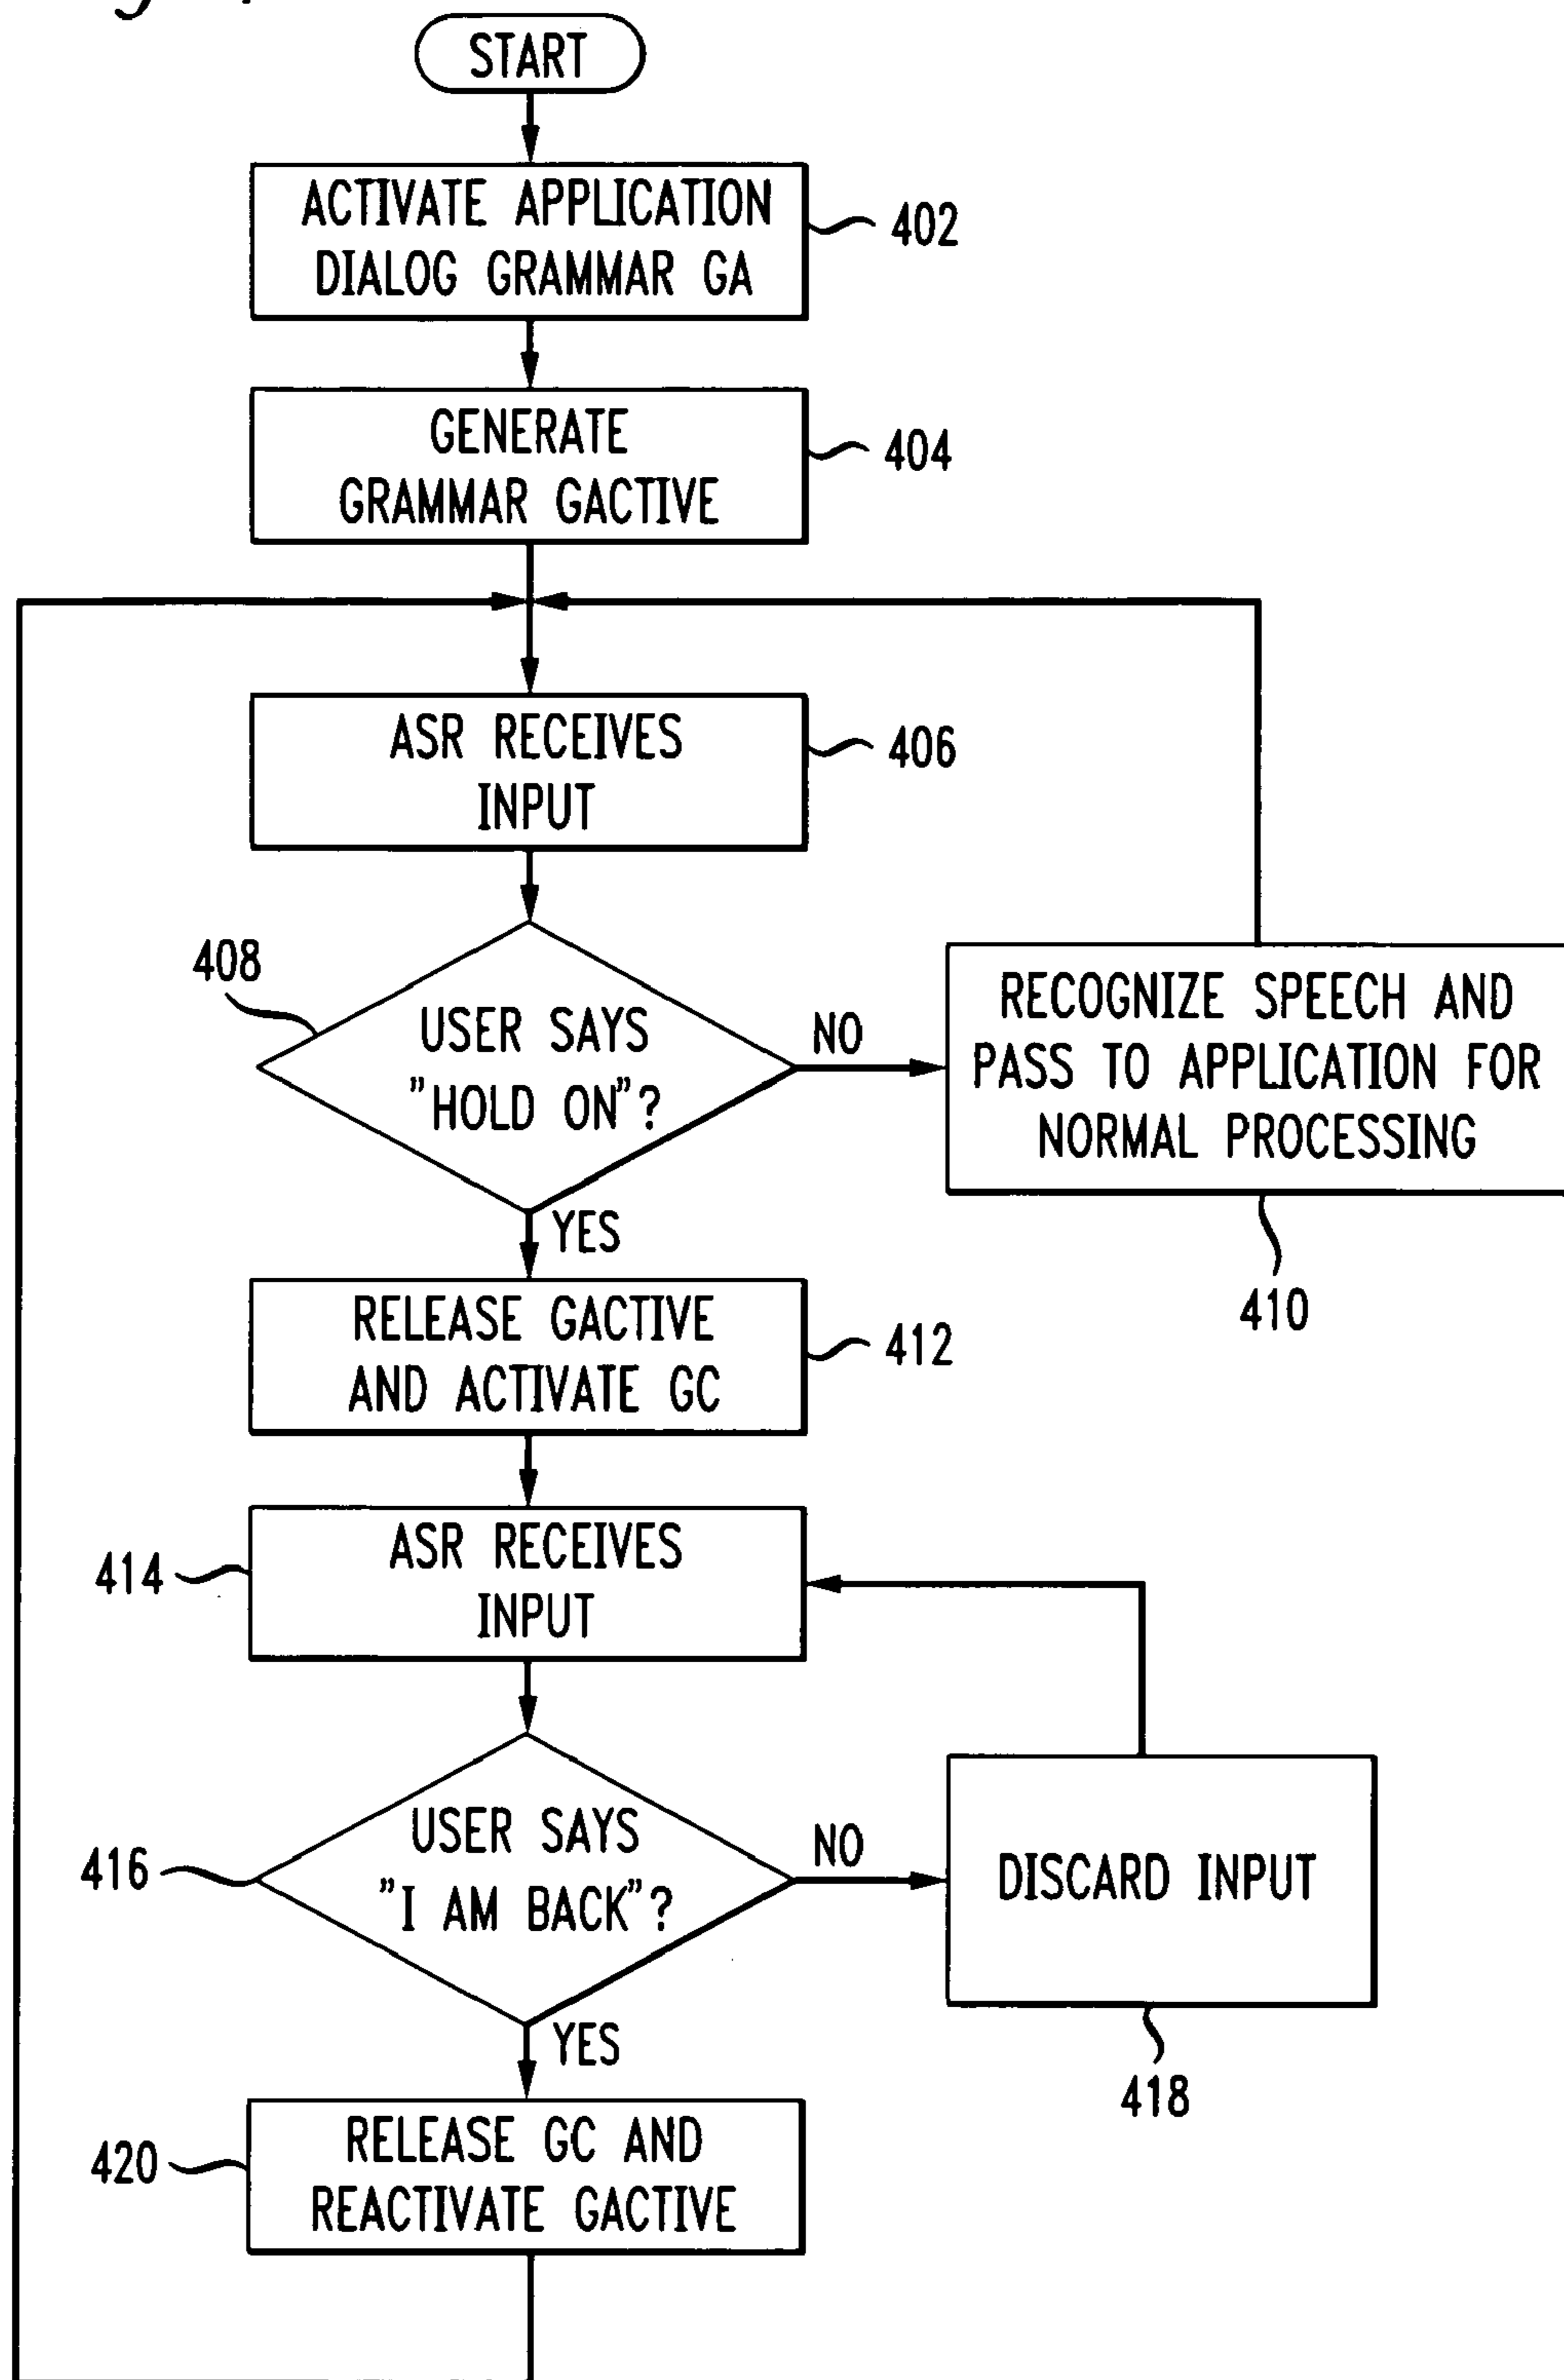 START
ACTIVATE APPLICATION
DIALOG GRAMMAR GA
402
GENERATE
GRAMMAR GACTIVE
404
ASR RECEIVES
INPUT
406
408
USER SAYS
"HOLD ON"?
NO
RECOGNIZE SPEECH AND
PASS TO APPLICATION FOR
NORMAL PROCESSING
410
YES
RELEASE GACTIVE
AND ACTIVATE GC
412
ASR RECEIVES
INPUT
414
USER SAYS
"I AM BACK"?
416
NO
DISCARD INPUT
418
YES
RELEASE GC AND
REACTIVATE GACTIVE
420